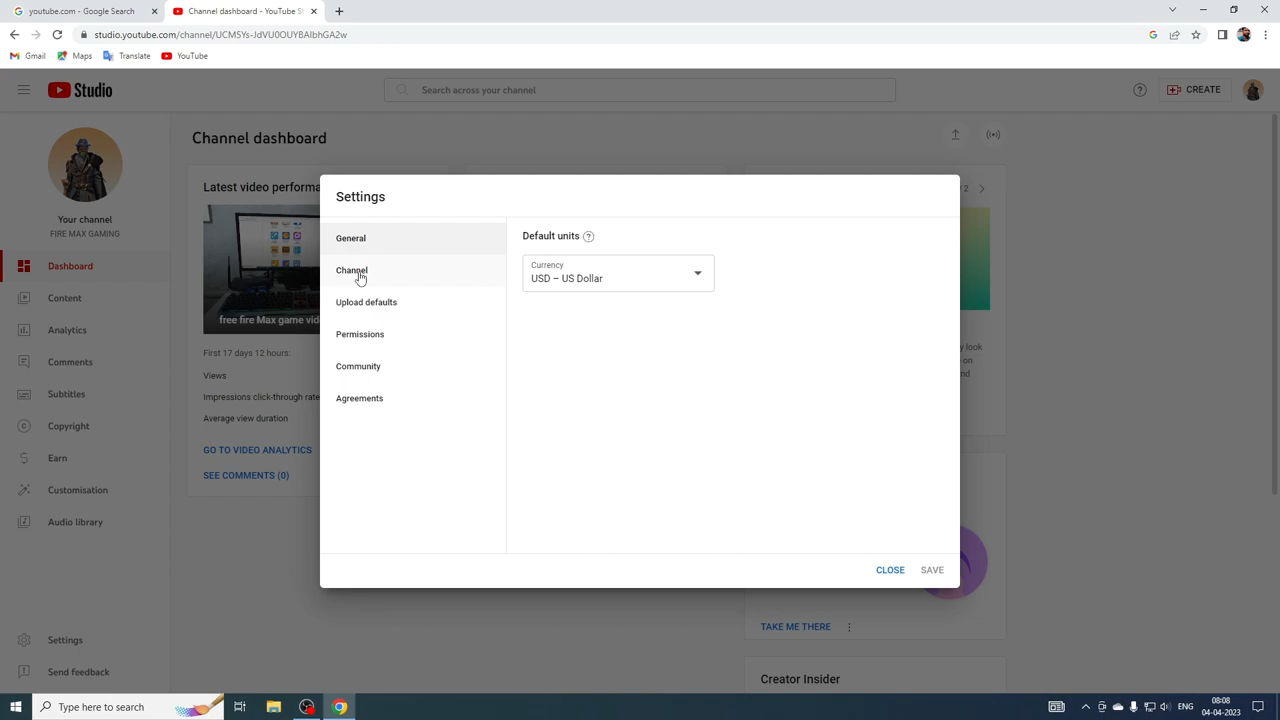 youtube.com - Google Search
Channel dashboard - YouTube St
studio.youtube.com/channel/UCM5Ys-JdVU0OUYBAlbhGA2w
Gmail
Maps
Translate
YouTube
Studio
Search across your channel
CREATE
Channel dashboard
Your channel
FIRE MAX GAMING
Dashboard
Content
Analytics
Comments
Subtitles
Copyright
Earn
Customisation
Audio library
Settings
Send feedback
Latest video performa
free fire Max game vid
First 17 days 12 hours:
Views
Impressions click-through rate
Average view duration
GO TO VIDEO ANALYTICS
SEE COMMENTS (0)
Settings
General
Channel
Upload defaults
Permissions
Community
Agreements
Default units
Currency
USD – US Dollar
CLOSE
SAVE
/ 2
y look
e on
nd
TAKE ME THERE
Creator Insider
Type here to search
ENG
08:08
04-04-2023